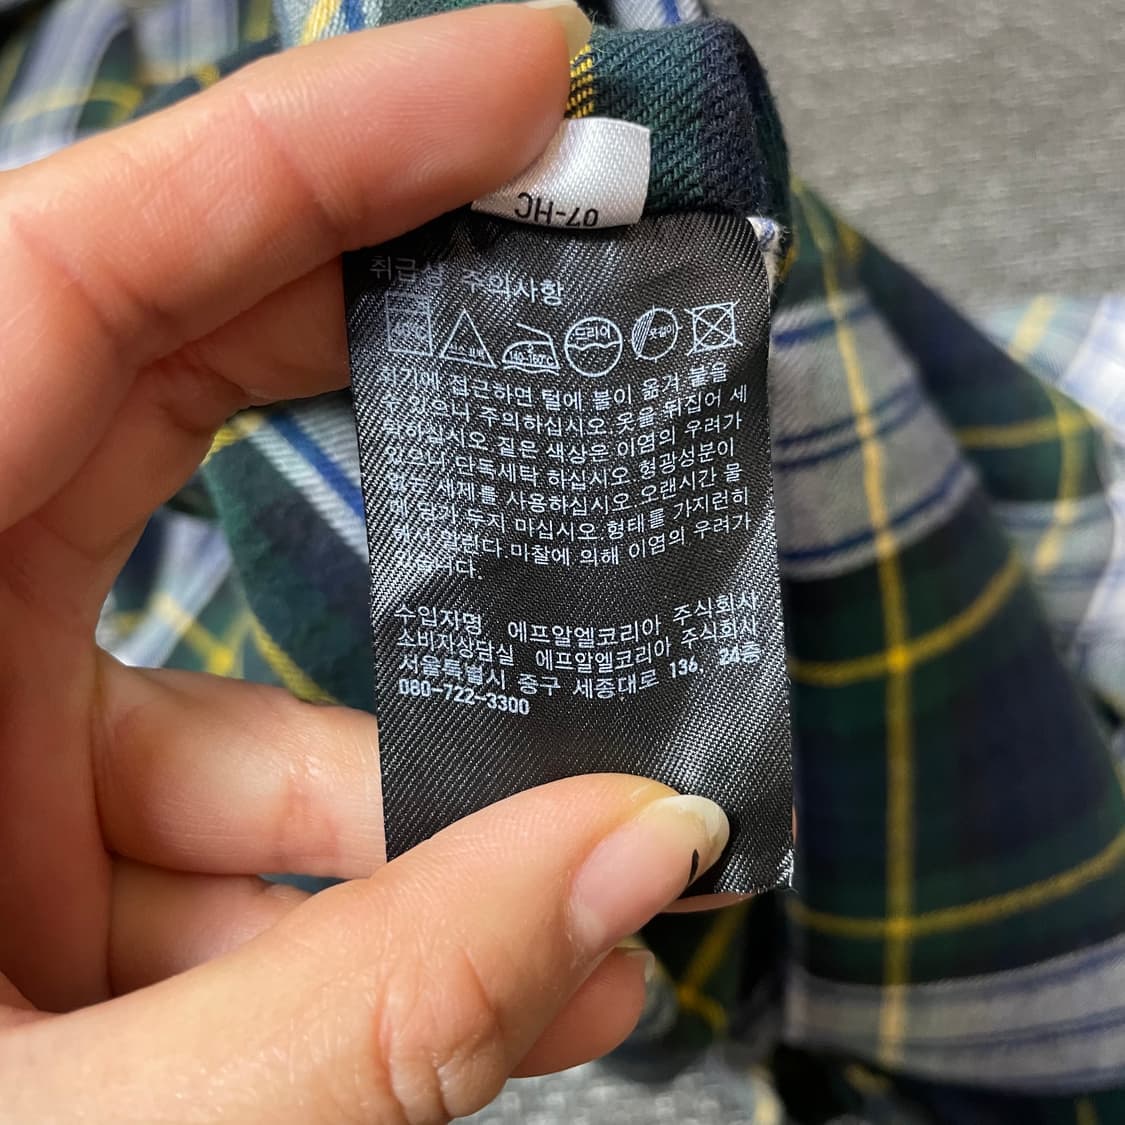 07-HC
취급상 주의사항
40℃ 표백 140-160℃ 드라이 옷걸이
화기에 접근하면 털에 불이 옮겨 붙을
수 있으니 주의하십시오.옷을 뒤집어 세
탁하십시오.짙은 색상은 이염의 우려가
있으니 단독세탁 하십시오.형광성분이
없는 세제를 사용하십시오.오랜시간 물
에 담가 두지 마십시오.형태를 가지런히
해서 말린다.마찰에 의해 이염의 우려가
있습니다.
수입자명 에프알엘코리아 주식회사
소비자상담실 에프알엘코리아 주식회사
서울특별시 중구 세종대로 136, 24층
080-722-3300